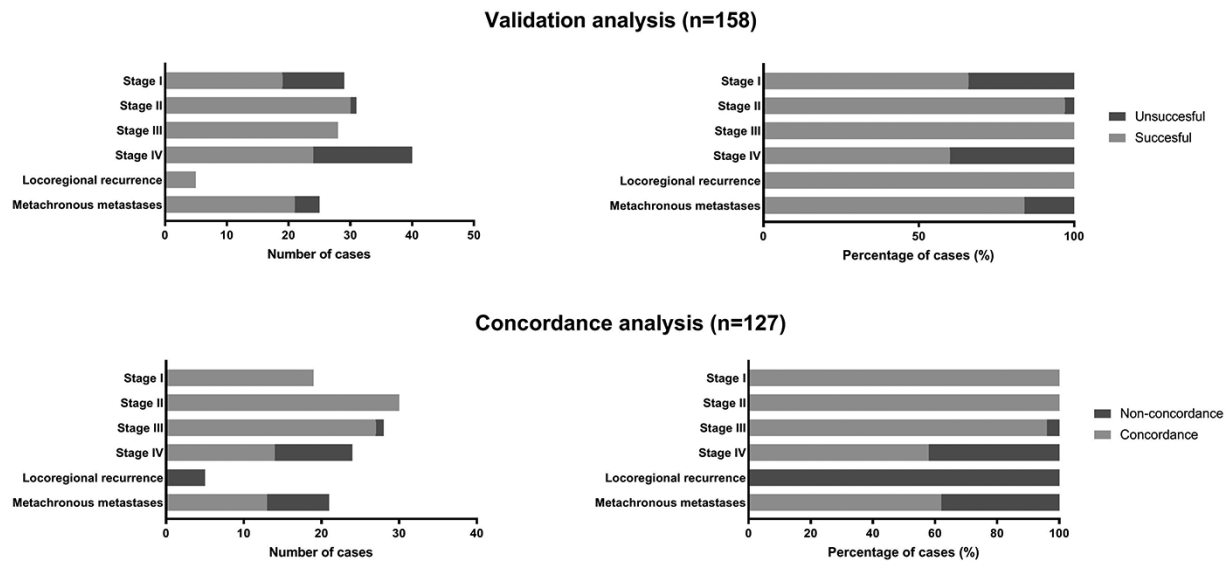 Validation analysis (n=158)
Stage I
Stage II
Stage III
Stage IV
Locoregional recurrence
Metachronous metastases
0 10 20 30 40 50
Number of cases
Stage I
Stage II
Stage III
Stage IV
Locoregional recurrence
Metachronous metastases
0 50 100
Percentage of cases (%)
Unsuccesful
Succesful
Concordance analysis (n=127)
Stage I
Stage II
Stage III
Stage IV
Locoregional recurrence
Metachronous metastases
0 10 20 30 40
Number of cases
Stage I
Stage II
Stage III
Stage IV
Locoregional recurrence
Metachronous metastases
0 20 40 60 80 100
Percentage of cases (%)
Non-concordance
Concordance